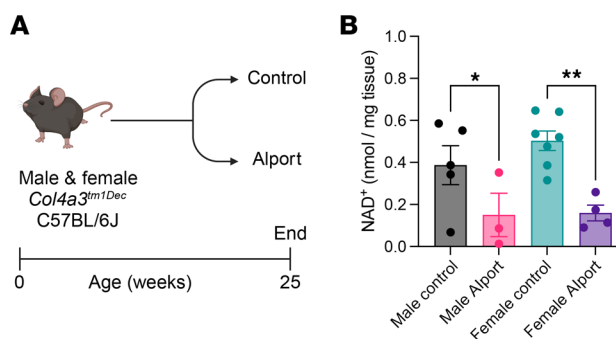 A
Control
Alport
Male & female
Col4a3tm1Dec
C57BL/6J
End
0
Age (weeks)
25
B
NAD+ (nmol / mg tissue)
1.0
0.8
0.6
0.4
0.2
0.0
*
**
Male control
Male Alport
Female control
Female Alport